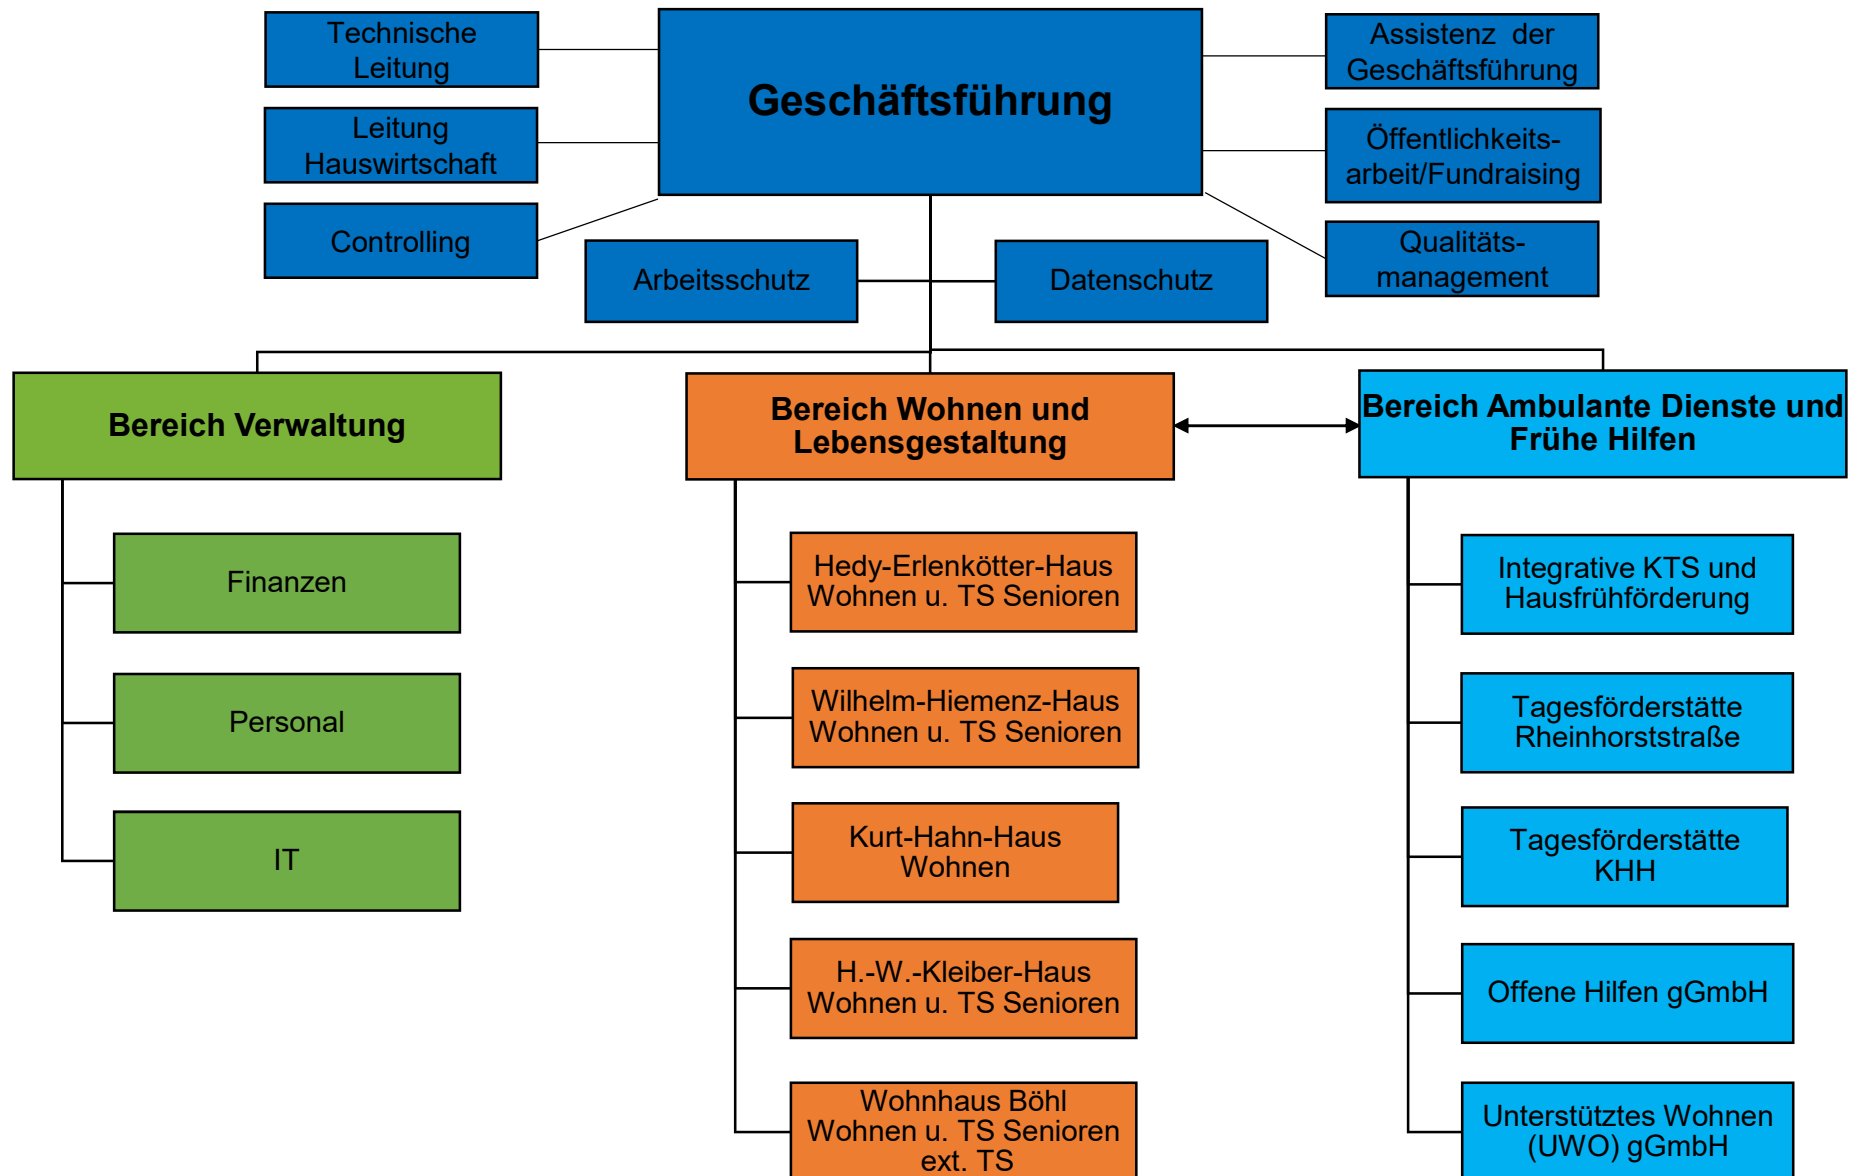 Technische
Leitung
Geschäftsführung
Assistenz der
Geschäftsführung
Leitung
Hauswirtschaft
Öffentlichkeits-
arbeit/Fundraising
Controlling
Qualitäts-
management
Arbeitsschutz
Datenschutz
Bereich Verwaltung
Finanzen
Personal
IT
Bereich Wohnen und
Lebensgestaltung
Hedy-Erlenkötter-Haus
Wohnen u. TS Senioren
Wilhelm-Hiemenz-Haus
Wohnen u. TS Senioren
Kurt-Hahn-Haus
Wohnen
H.-W.-Kleiber-Haus
Wohnen u. TS Senioren
Wohnhaus Böhl
Wohnen u. TS Senioren
ext. TS
Bereich Ambulante Dienste und
Frühe Hilfen
Integrative KTS und
Hausfrühförderung
Tagesförderstätte
Rheinhorststraße
Tagesförderstätte
KHH
Offene Hilfen gGmbH
Unterstütztes Wohnen
(UWO) gGmbH